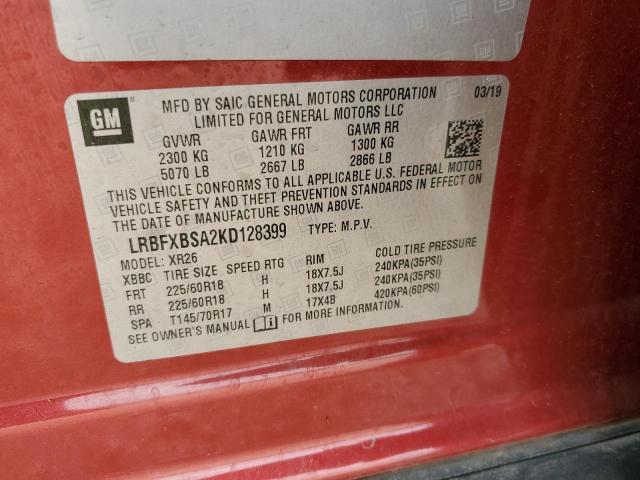 GM
MFD BY SAIC GENERAL MOTORS CORPORATION 03/19
LIMITED FOR GENERAL MOTORS LLC
GVWR GAWR FRT GAWR RR
2300 KG 1210 KG 1300 KG
5070 LB 2667 LB 2866 LB
THIS VEHICLE CONFORMS TO ALL APPLICABLE U.S. FEDERAL MOTOR
VEHICLE SAFETY AND THEFT PREVENTION STANDARDS IN EFFECT ON
THE DATE OF MANUFACTURE SHOWN ABOVE.
LRBFXBSA2KD128399 TYPE: M.P.V.
MODEL: XR26
XBBC TIRE SIZE SPEED RTG RIM COLD TIRE PRESSURE
FRT 225/60R18 H 18X7.5J 240KPA(35PSI)
RR 225/60R18 H 18X7.5J 240KPA(35PSI)
SPA T145/70R17 M 17X4B 420KPA(60PSI)
SEE OWNER'S MANUAL FOR MORE INFORMATION.